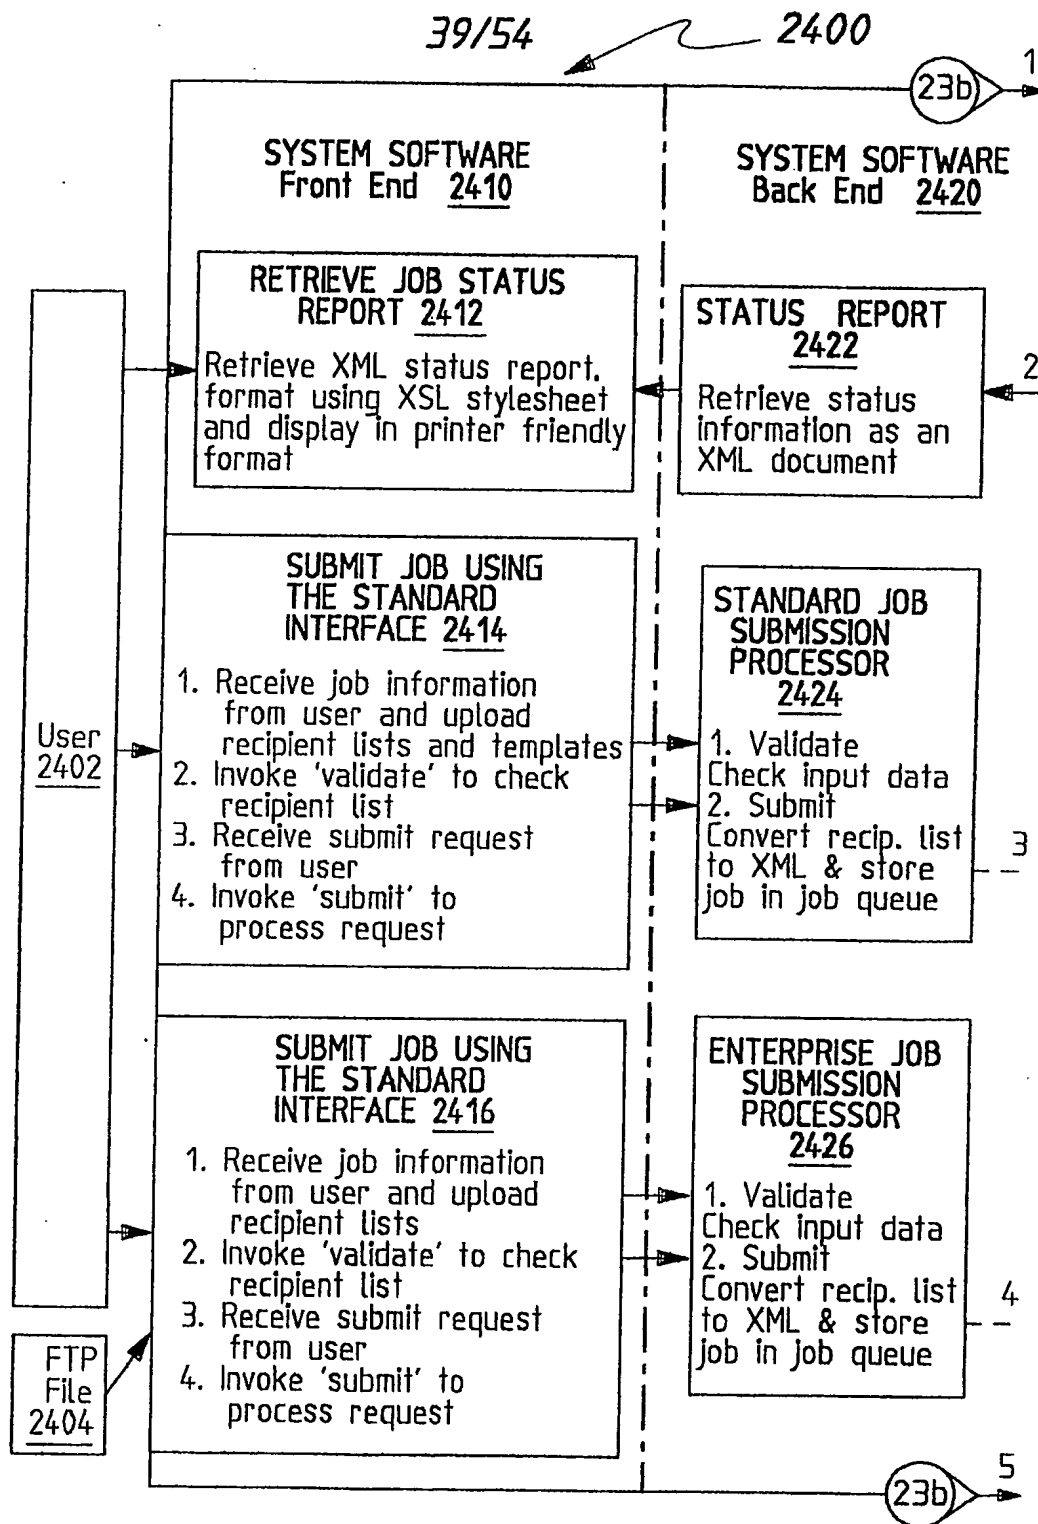 39/54
2400
23b
1
SYSTEM SOFTWARE
Front End 2410
SYSTEM SOFTWARE
Back End 2420
RETRIEVE JOB STATUS
REPORT 2412
Retrieve XML status report.
format using XSL stylesheet
and display in printer friendly
format
STATUS REPORT
2422
Retrieve status
information as an
XML document
2
User
2402
SUBMIT JOB USING
THE STANDARD
INTERFACE 2414
1. Receive job information
from user and upload
recipient lists and templates
2. Invoke 'validate' to check
recipient list
3. Receive submit request
from user
4. Invoke 'submit' to
process request
STANDARD JOB
SUBMISSION
PROCESSOR
2424
1. Validate
Check input data
2. Submit
Convert recip. list
to XML & store
job in job queue
3
SUBMIT JOB USING
THE STANDARD
INTERFACE 2416
1. Receive job information
from user and upload
recipient lists
2. Invoke 'validate' to check
recipient list
3. Receive submit request
from user
4. Invoke 'submit' to
process request
ENTERPRISE JOB
SUBMISSION
PROCESSOR
2426
1. Validate
Check input data
2. Submit
Convert recip. list
to XML & store
job in job queue
4
FTP
File
2404
23b
5